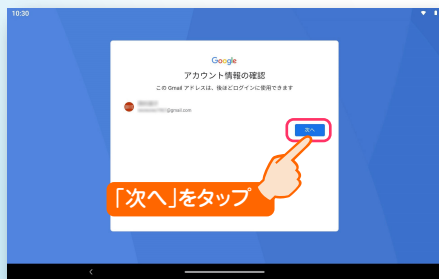 10:30
Google
アカウント情報の確認
この Gmail アドレスは、後ほどログインに使用できます
@gmail.com
次へ
「次へ」をタップ